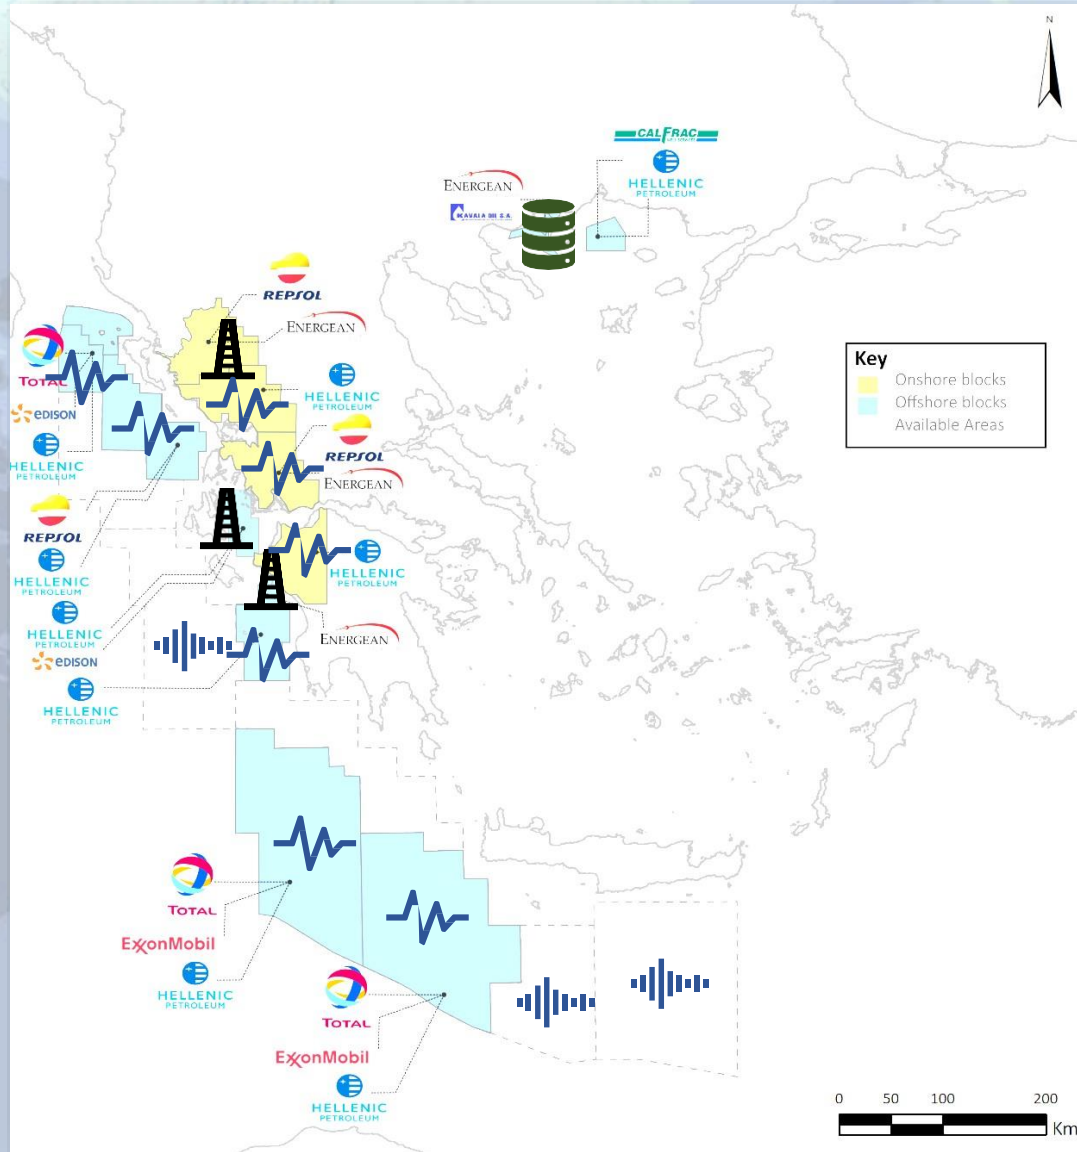 N
CALFRAC
HELLENIC
PETROLEUM
ENERGEAN
KAVALA OIL S.A.
REPSOL
ENERGEAN
TOTAL
HELLENIC
PETROLEUM
EDISON
REPSOL
HELLENIC
PETROLEUM
ENERGEAN
REPSOL
HELLENIC
PETROLEUM
HELLENIC
PETROLEUM
HELLENIC
PETROLEUM
EDISON
ENERGEAN
HELLENIC
PETROLEUM
Key
Onshore blocks
Offshore blocks
Available Areas
TOTAL
ExxonMobil
HELLENIC
PETROLEUM
TOTAL
ExxonMobil
HELLENIC
PETROLEUM
0 50 100 200
Km